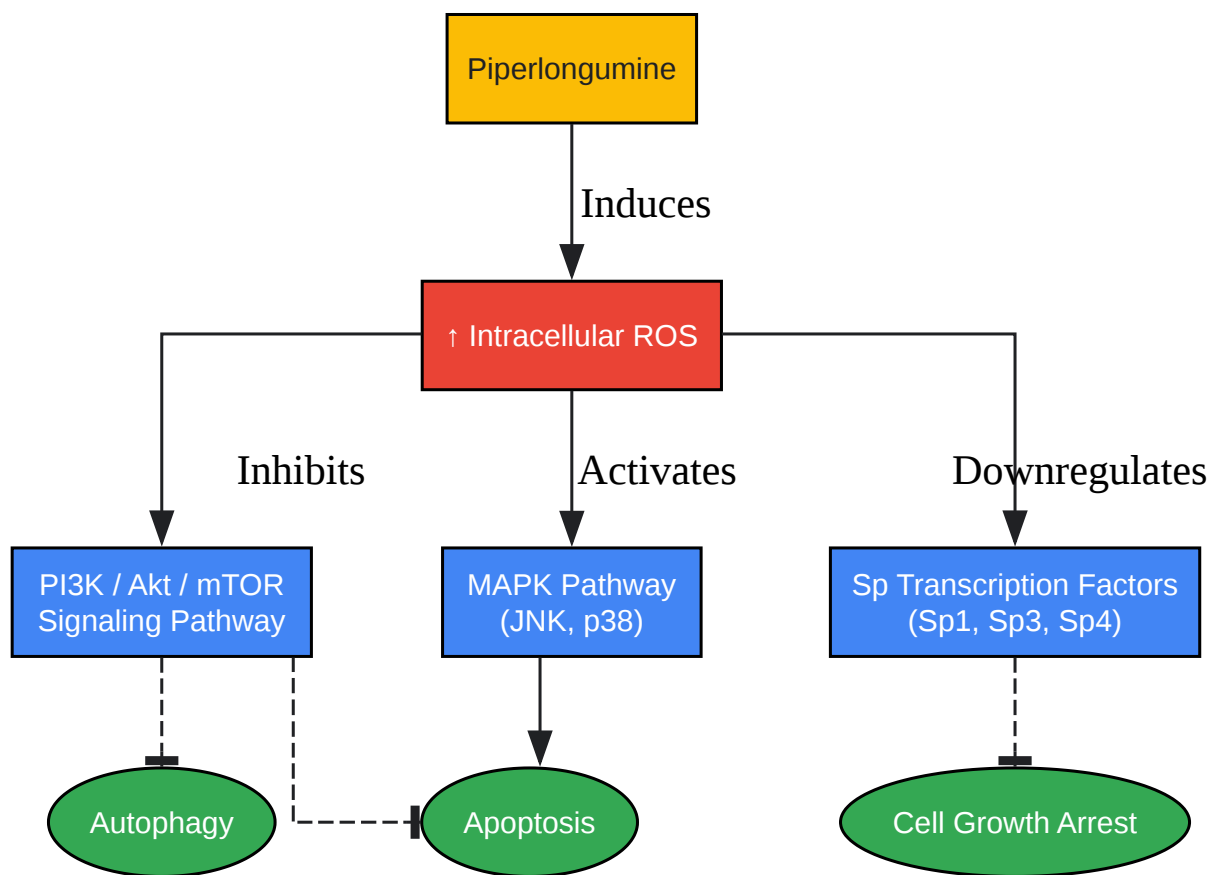 Piperlongumine
Induces
↑ Intracellular ROS
Inhibits
Activates
Downregulates
PI3K / Akt / mTOR
Signaling Pathway
MAPK Pathway
(JNK, p38)
Sp Transcription Factors
(Sp1, Sp3, Sp4)
Autophagy
Apoptosis
Cell Growth Arrest